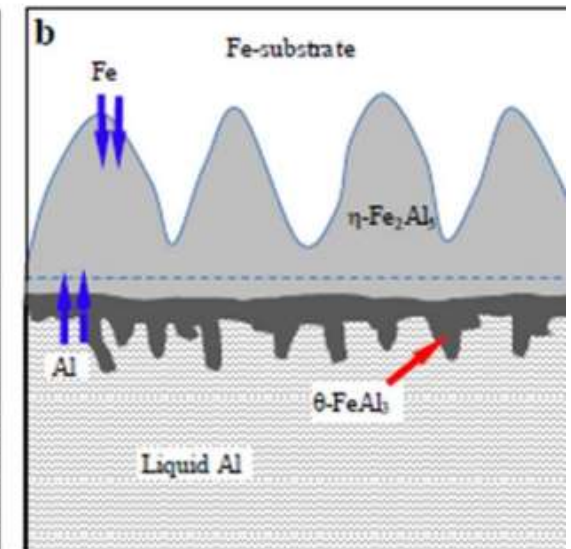 b
Fe-substrate
Fe
η-Fe₂Al₅
Al
θ-FeAl₃
Liquid Al